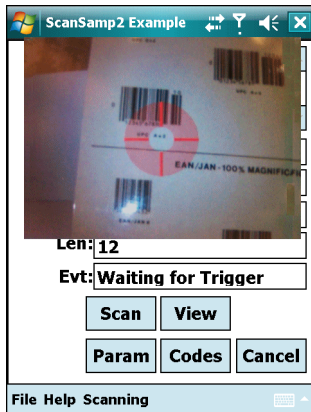 ScanSamp2 Example
EAN/JAN-100% MAGNIFIC
Len: 12
Evt: Waiting for Trigger
Scan View
Param Codes Cancel
File Help Scanning